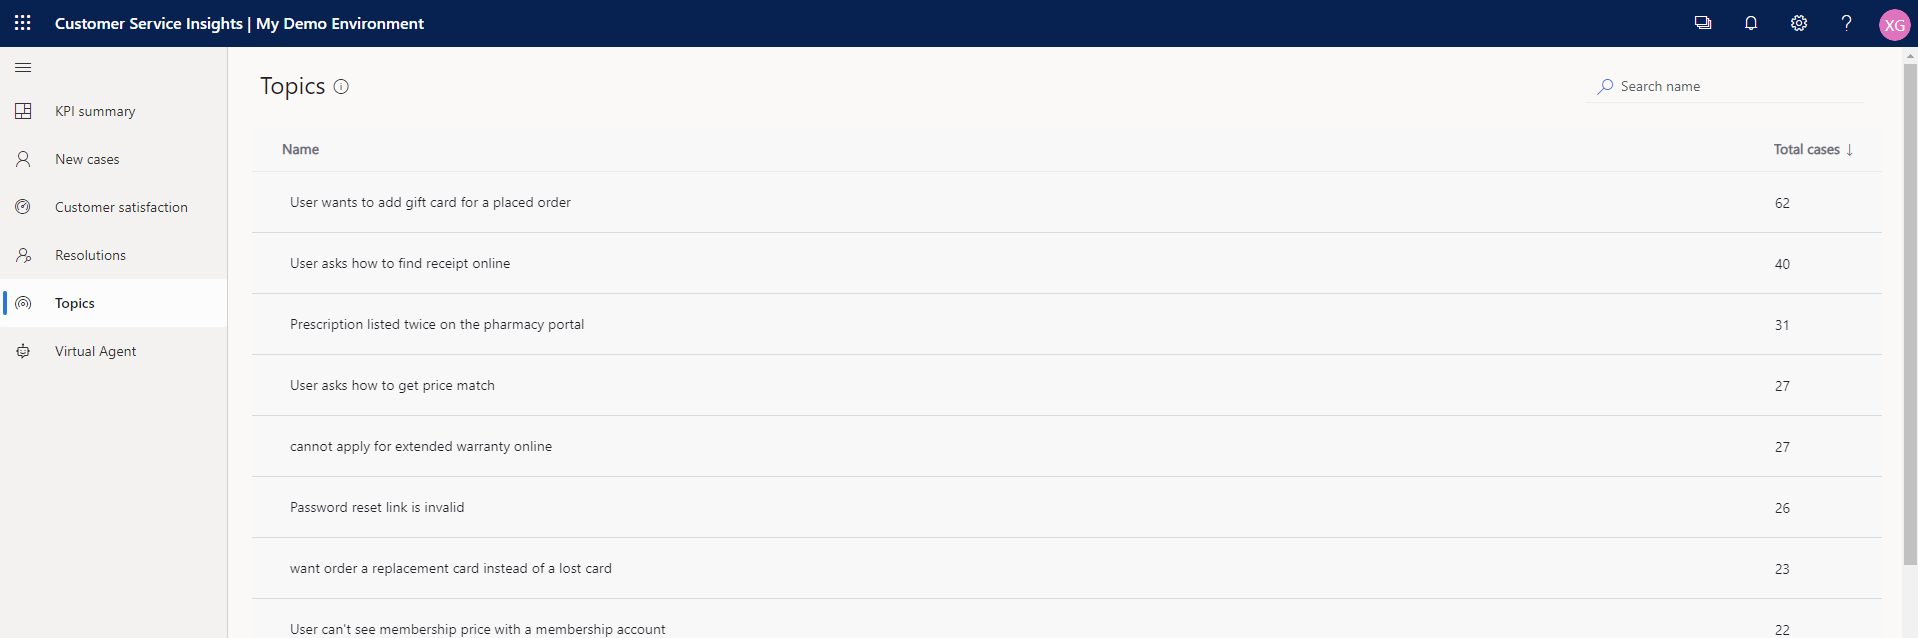 Customer Service Insights | My Demo Environment
? XG
KPI summary
New cases
Customer satisfaction
Resolutions
Topics
Virtual Agent
Topics
Search name
Name Total cases ↓
User wants to add gift card for a placed order 62
User asks how to find receipt online 40
Prescription listed twice on the pharmacy portal 31
User asks how to get price match 27
cannot apply for extended warranty online 27
Password reset link is invalid 26
want order a replacement card instead of a lost card 23
User can't see membership price with a membership account 22